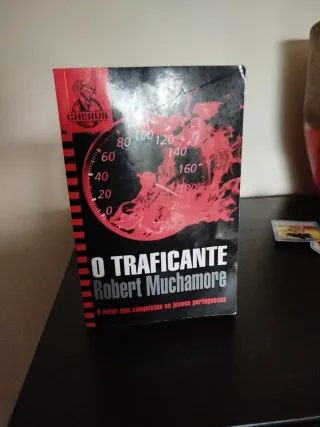 CHERUB
80 100 120
60 140
40 160
20 180
0
O TRAFICANTE
Robert Muchamore
O autor que conquistou os jovens portugueses